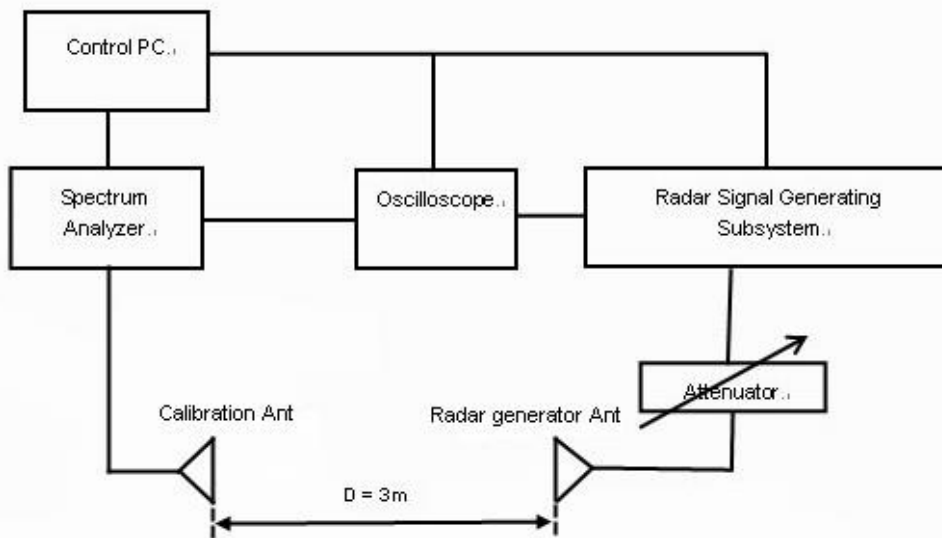 Control PC.
Spectrum
Analyzer.
Oscilloscope.
Radar Signal Generating
Subsystem.
Attenuator.
Calibration Ant
Radar generator Ant
D = 3m